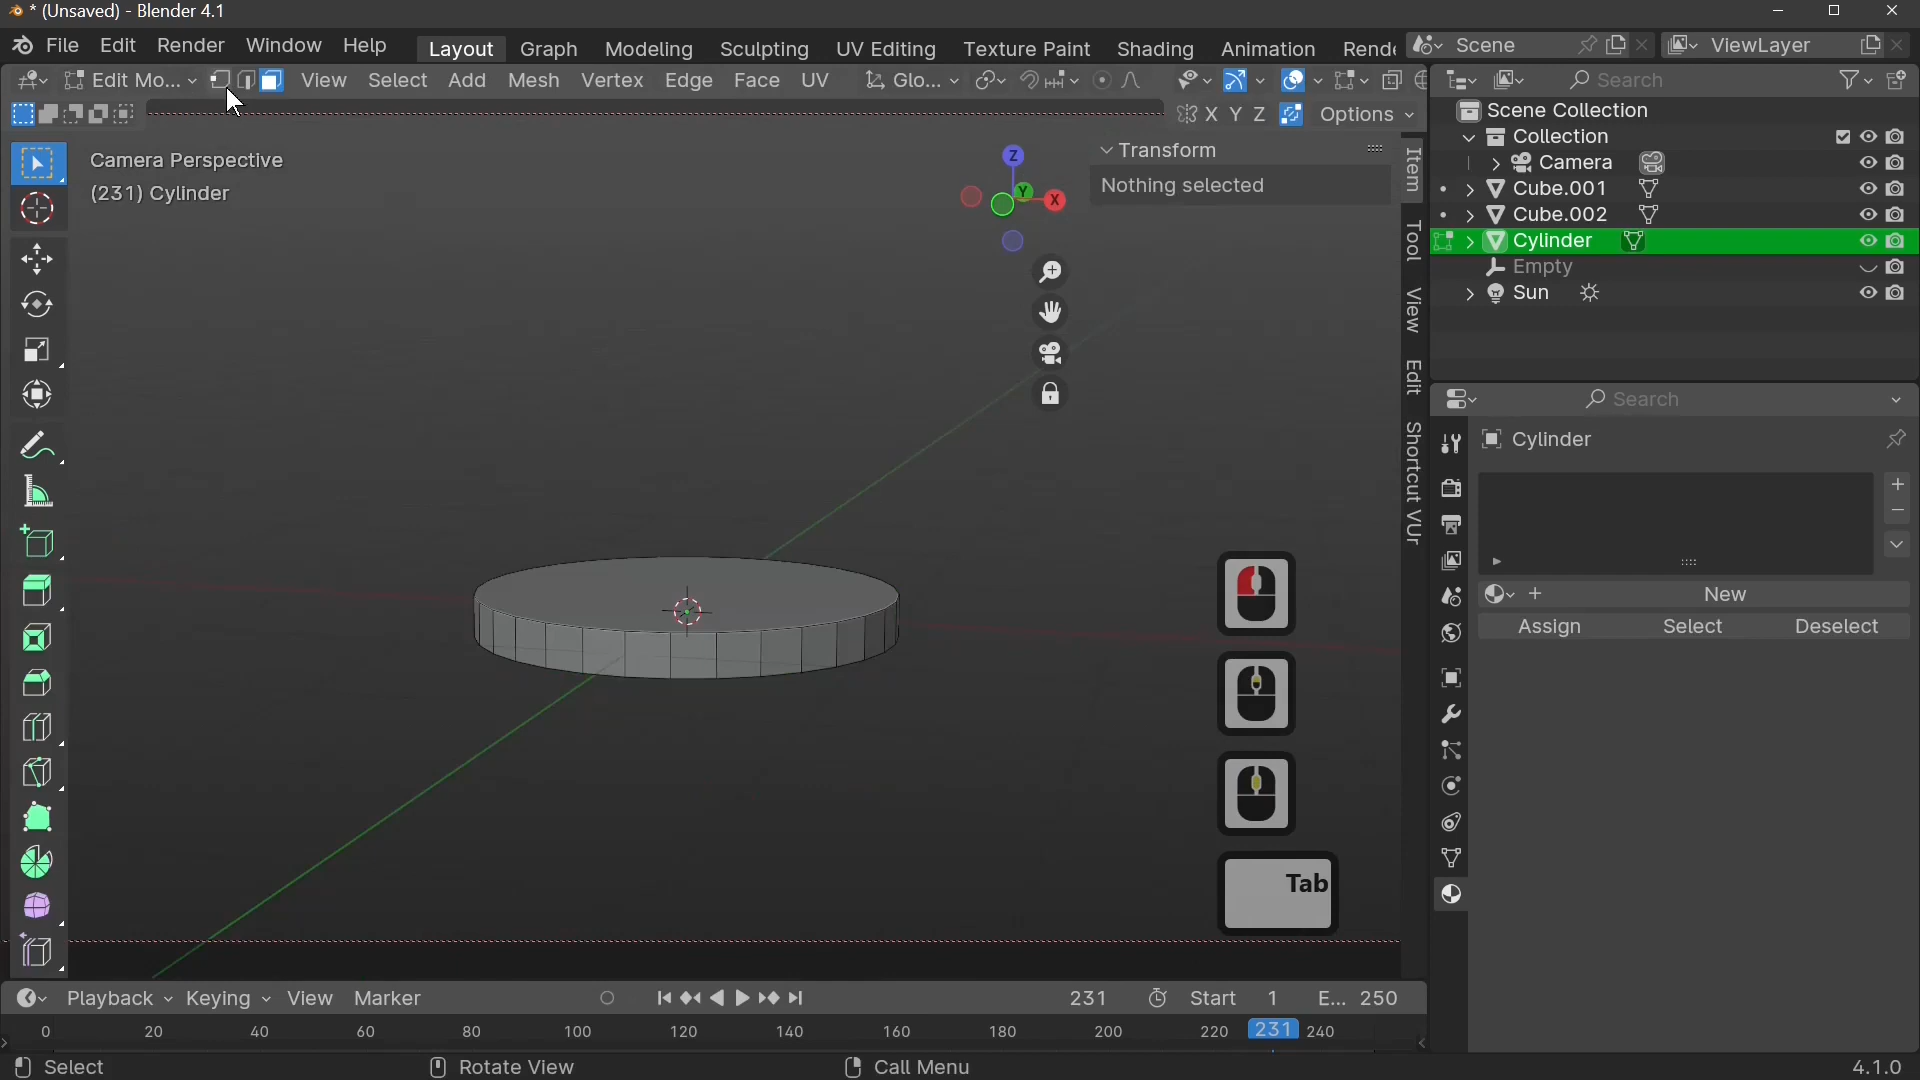 * (Unsaved) - Blender 4.1
File Edit Render Window Help Layout Graph Modeling Sculpting UV Editing Texture Paint Shading Animation Rende Scene ViewLayer
Edit Mo... View Select Add Mesh Vertex Edge Face UV Glo... Search
X Y Z Options
Scene Collection
Collection
Camera
Cube.001
Cube.002
Cylinder
Empty
Sun
Camera Perspective
(231) Cylinder
Z
Y
X
Transform
Nothing selected
Item
Tool
View
Edit
Shortcut VUr
Search
Cylinder
New
Assign Select Deselect
Tab
Playback Keying View Marker 231 Start 1 E... 250
0 20 40 60 80 100 120 140 160 180 200 220 231 240
Select Rotate View Call Menu 4.1.0